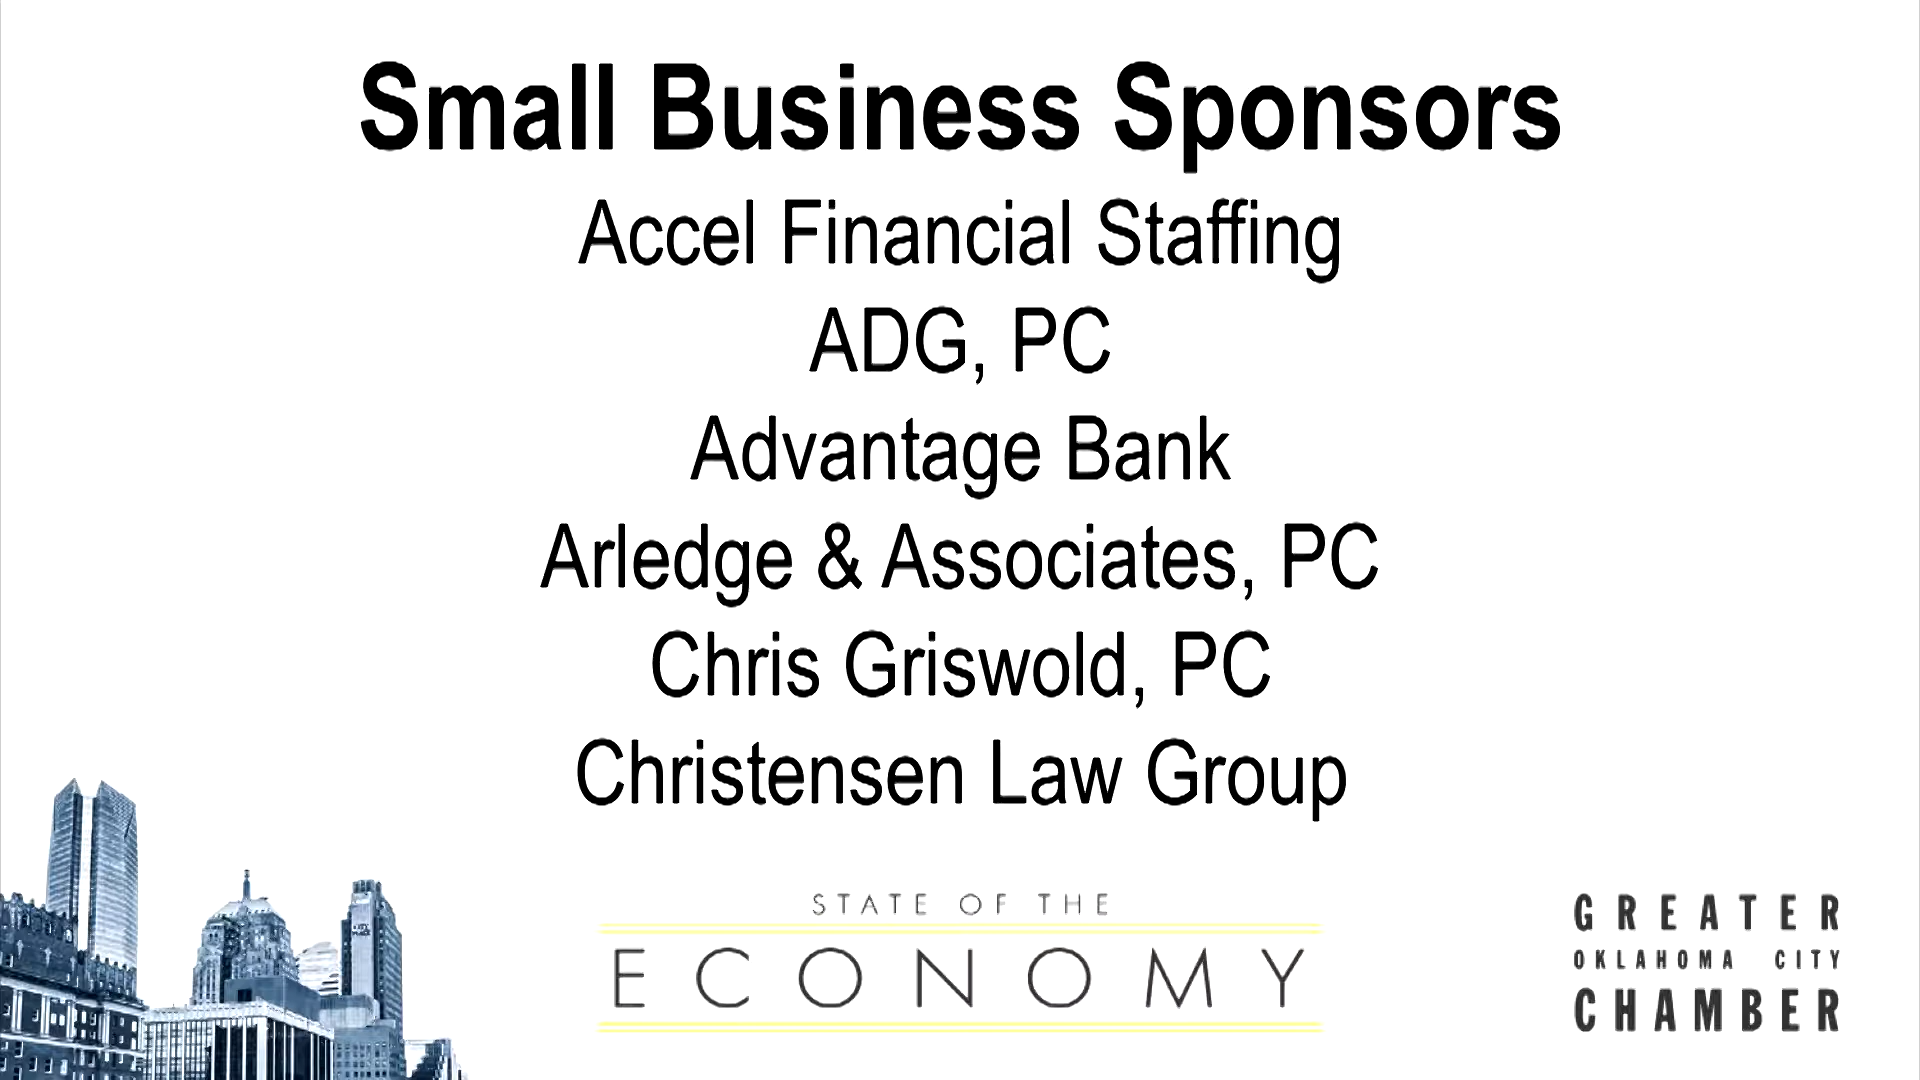 Small Business Sponsors
Accel Financial Staffing
ADG, PC
Advantage Bank
Arledge & Associates, PC
Chris Griswold, PC
Christensen Law Group
STATE OF THE
ECONOMY
GREATER
OKLAHOMA CITY
CHAMBER